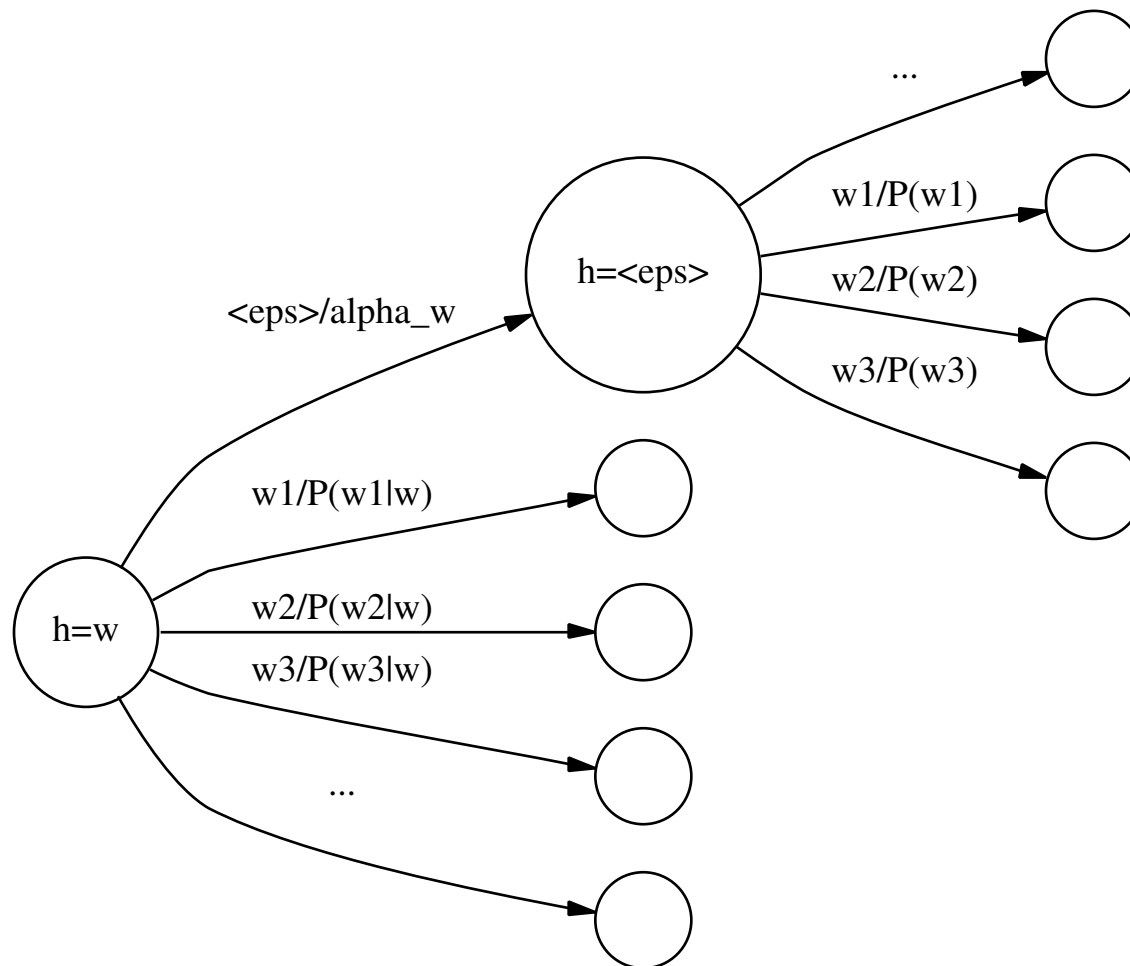 ...
w1/P(w1)
h=<eps>
w2/P(w2)
<eps>/alpha_w
w3/P(w3)
w1/P(w1|w)
w2/P(w2|w)
h=w
w3/P(w3|w)
...